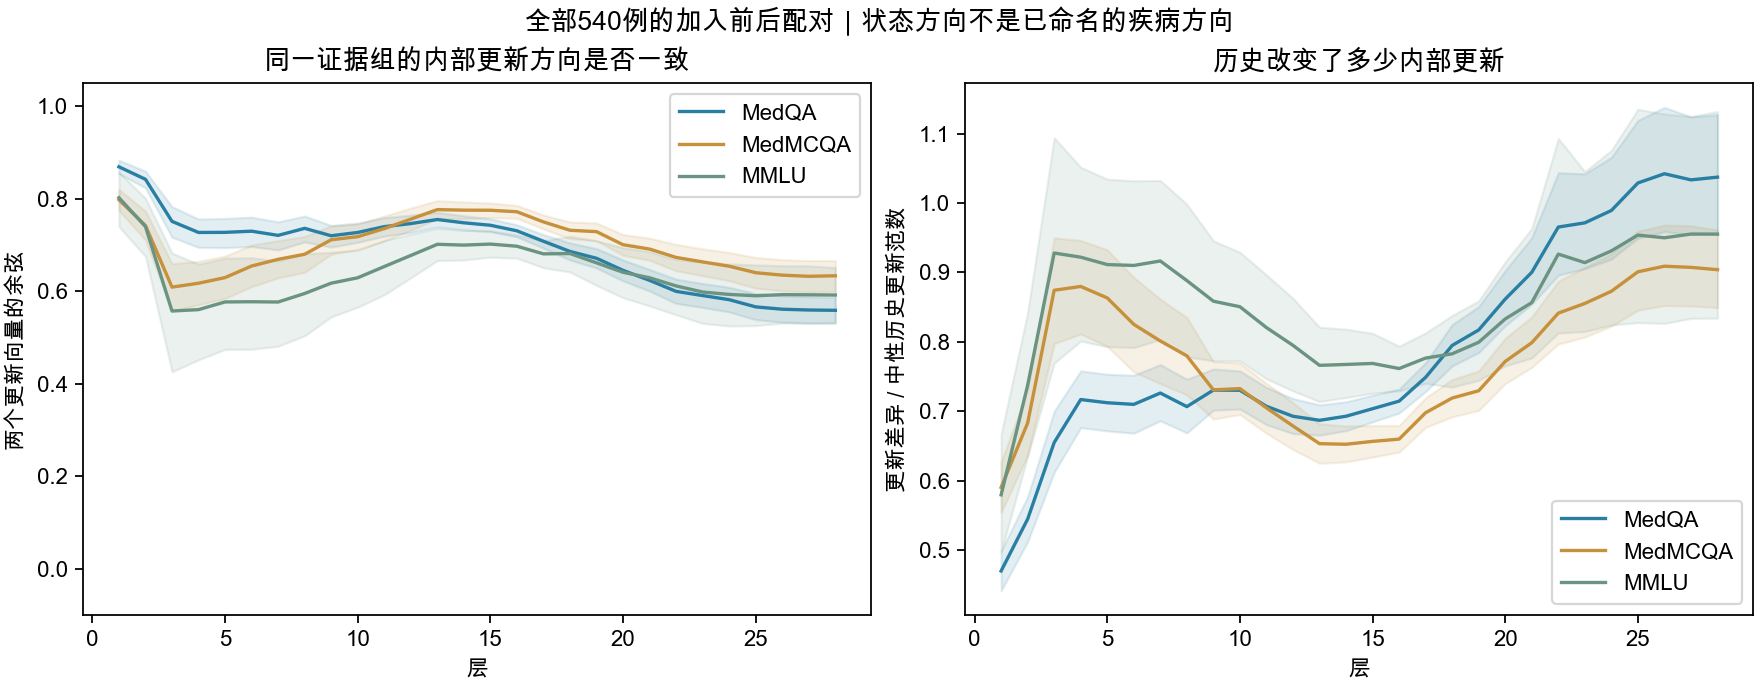 全部540例的加入前后配对 | 状态方向不是已命名的疾病方向
同一证据组的内部更新方向是否一致
两个更新向量的余弦
1.0
0.8
0.6
0.4
0.2
0.0
MedQA
MedMCQA
MMLU
0
5
10
15
20
25
层
历史改变了多少内部更新
更新差异 / 中性历史更新范数
1.1
1.0
0.9
0.8
0.7
0.6
0.5
MedQA
MedMCQA
MMLU
0
5
10
15
20
25
层